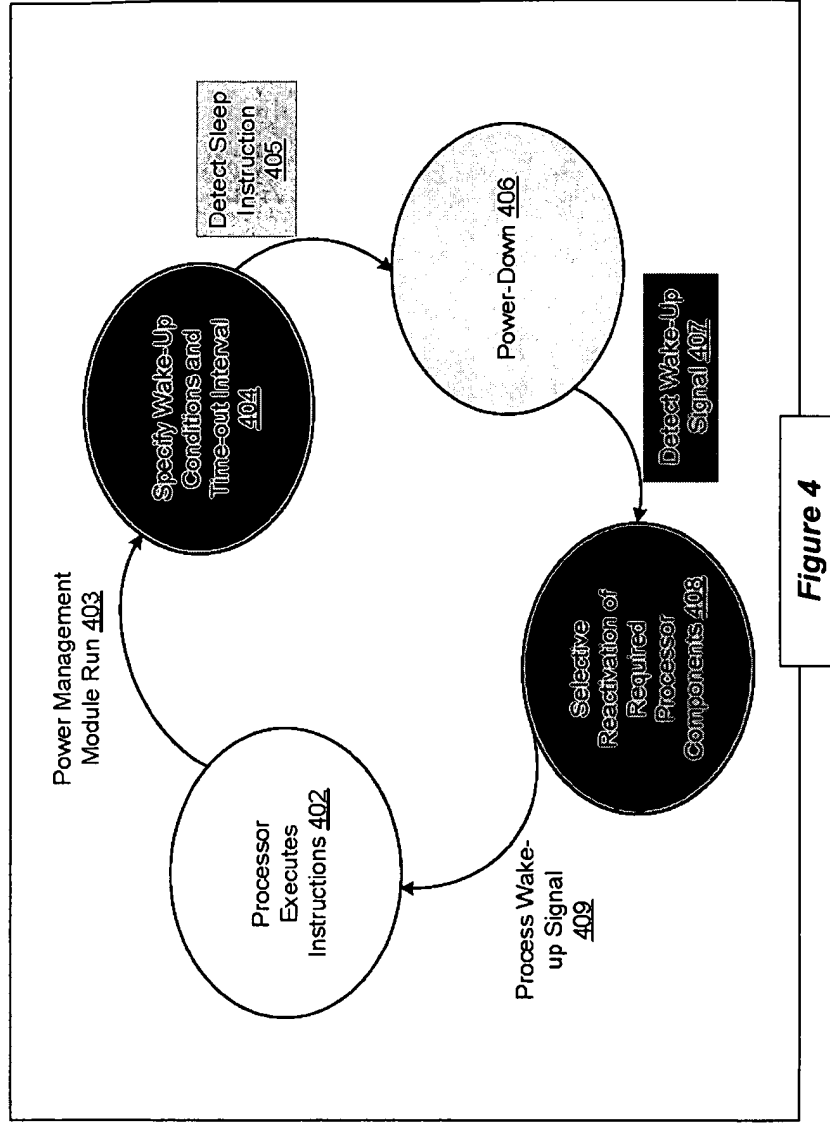 Power Management
Module Run 403
Specify Wake-Up
Conditions and
Time-out Interval
404
Detect Sleep
Instruction
405
Processor
Executes
Instructions 402
Power-Down 406
Process Wake-
up Signal
409
Selective
Reactivation of
Required
Processor
Components 408
Detect Wake-Up
Signal 407
Figure 4